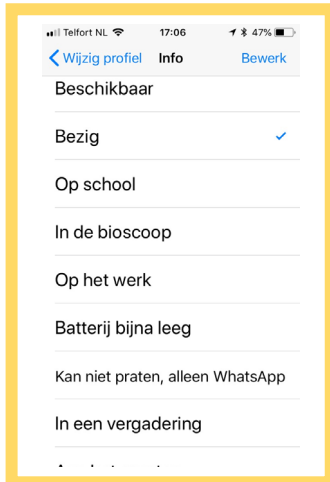 Telfort NL 17:06 47%
Wijzig profiel Info Bewerk
Beschikbaar
Bezig
Op school
In de bioscoop
Op het werk
Batterij bijna leeg
Kan niet praten, alleen WhatsApp
In een vergadering